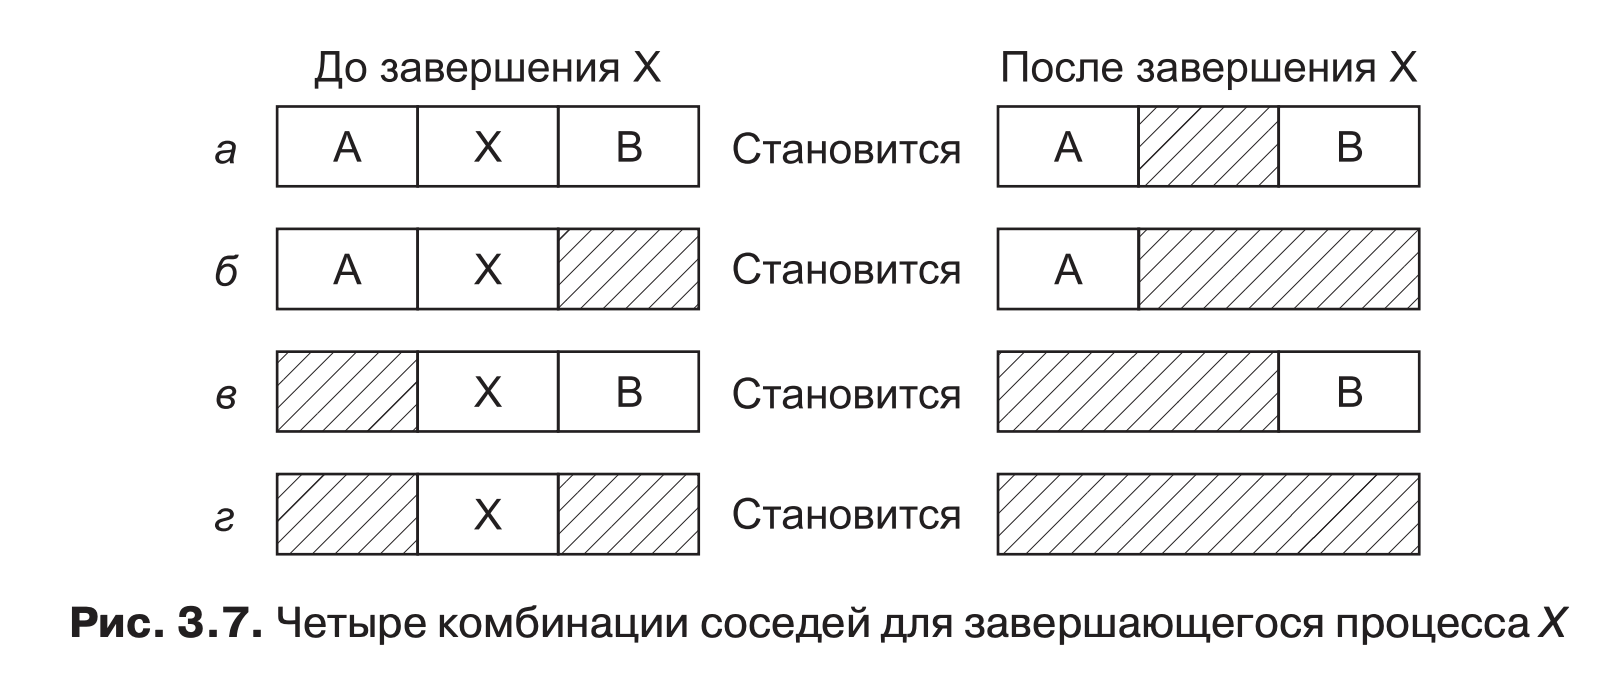 До завершения X После завершения X
а A X B Становится A B
б A X Становится A
в X B Становится B
г X Становится
Рис. 3.7. Четыре комбинации соседей для завершающегося процесса X